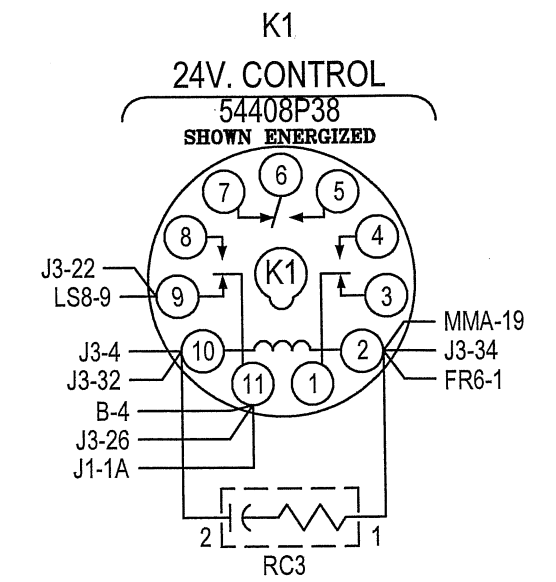 K1
24V. CONTROL
54408P38
SHOWN ENERGIZED
6
7
5
8
4
K1
J3-22
LS8-9
9
3
MMA-19
J3-4
10
2
J3-34
J3-32
11
1
FR6-1
B-4
J3-26
J1-1A
2
1
RC3